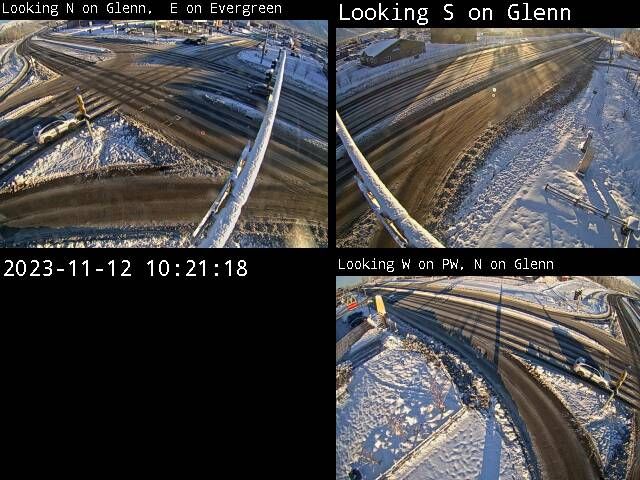 Looking N on Glenn,  E on Evergreen
Looking S on Glenn
2023-11-12 10:21:18
Looking W on PW, N on Glenn